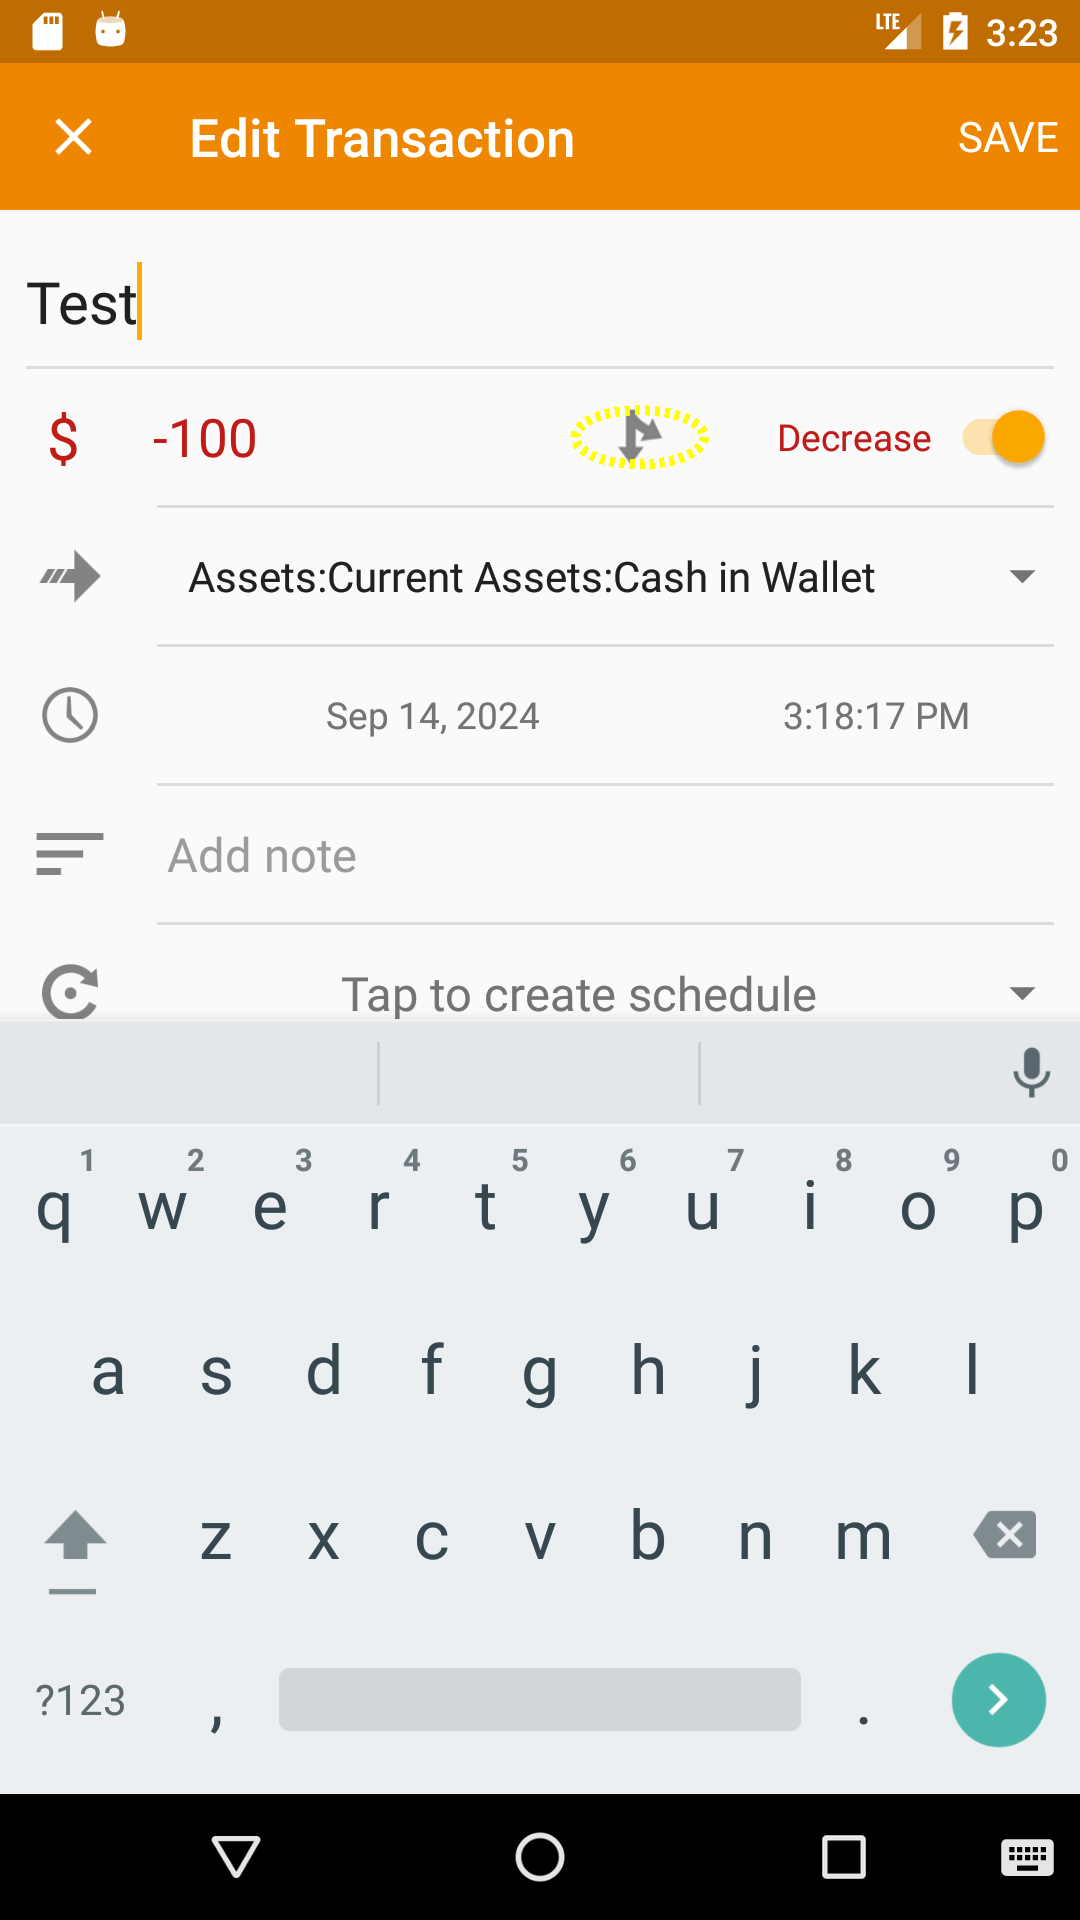 LTE 3:23
Edit Transaction SAVE
Test
$ -100 Decrease
Assets:Current Assets:Cash in Wallet
Sep 14, 2024 3:18:17 PM
Add note
Tap to create schedule
1 2 3 4 5 6 7 8 9 0
q w e r t y u i o p
a s d f g h j k l
z x c v b n m
?123 , .